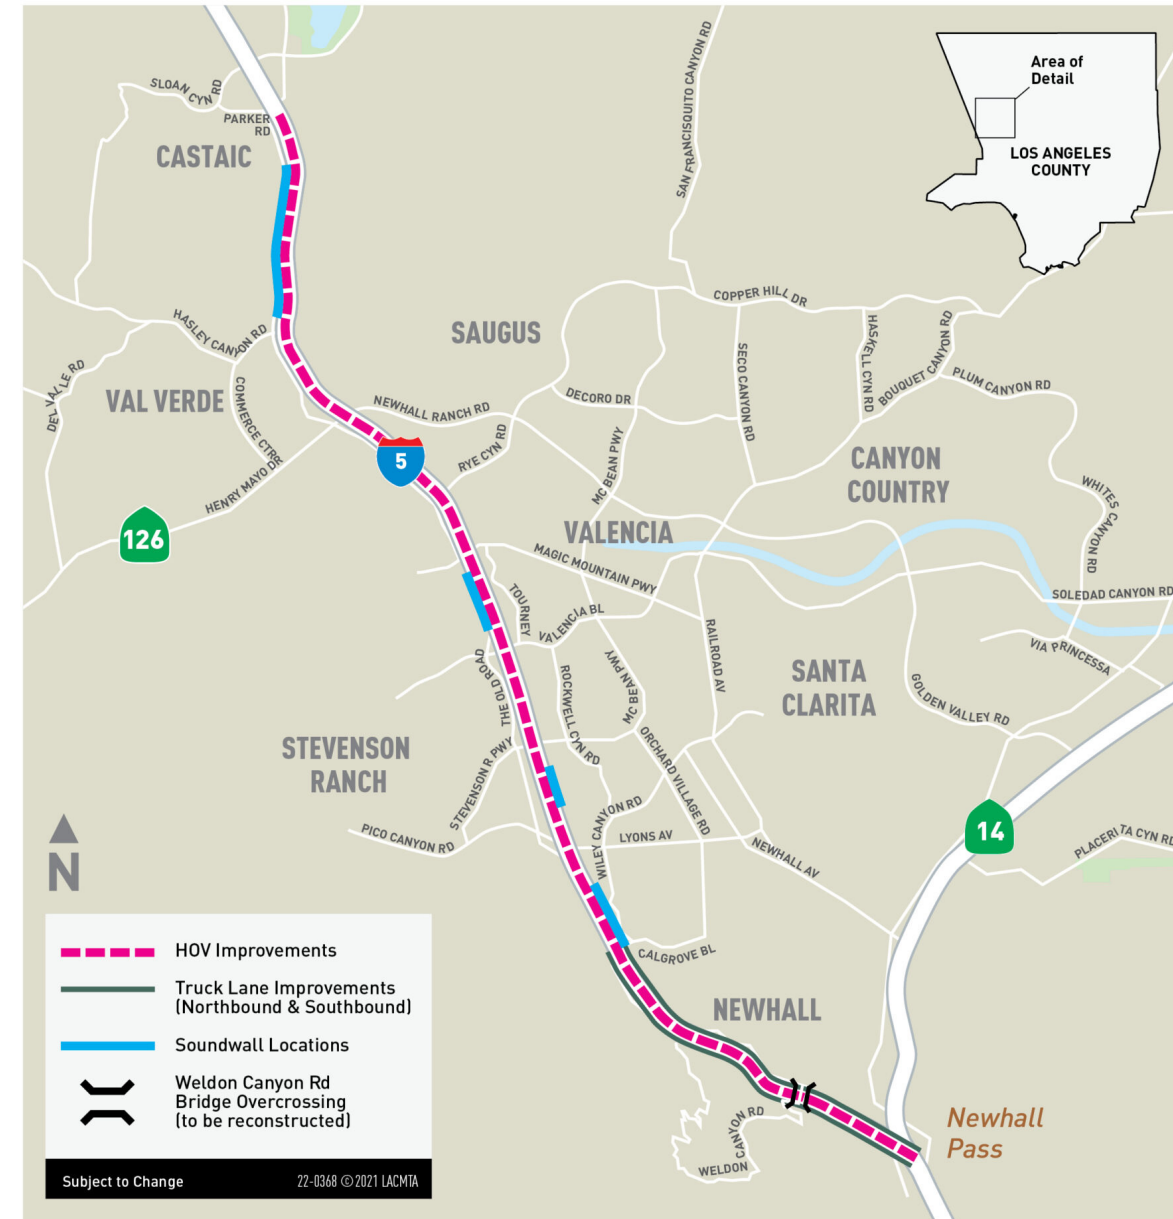 SLOAN CYN RD
PARKER
RD
CASTAIC
SAN FRANCISQUITO CANYON RD
Area of
Detail
LOS ANGELES
COUNTY
COPPER HILL DR
HASLEY CANYON RD
SAUGUS
SECO CANYON RD
HASKELL CYN RD
BOUQUET CANYON RD
PLUM CANYON RD
DEL VALLE RD
VAL VERDE
COMMERCE CTR
NEWHALL RANCH RD
DECORO DR
5
RYE CYN RD
MC BEAN PWY
CANYON
COUNTRY
WHITES CANYON RD
HENRY MAYO DR
126
VALENCIA
MAGIC MOUNTAIN PWY
TOURNEY
VALENCIA BL
SOLEDAD CANYON RD
RAILROAD AV
VIA PRINCESSA
THE OLD ROAD
ROCKWELL CYN RD
MC BEAN PWY
SANTA
CLARITA
GOLDEN VALLEY RD
STEVENSON
RANCH
STEVENSON R PWY
ORCHARD VILLAGE RD
PICO CANYON RD
WILEY CANYON RD
LYONS AV
NEWHALL AV
14
PLACERITA CYN RD
N
CALGROVE BL
NEWHALL
WELDON CANYON RD
Newhall
Pass
HOV Improvements
Truck Lane Improvements
(Northbound & Southbound)
Soundwall Locations
Weldon Canyon Rd
Bridge Overcrossing
(to be reconstructed)
Subject to Change
22-0368 © 2021 LACMTA